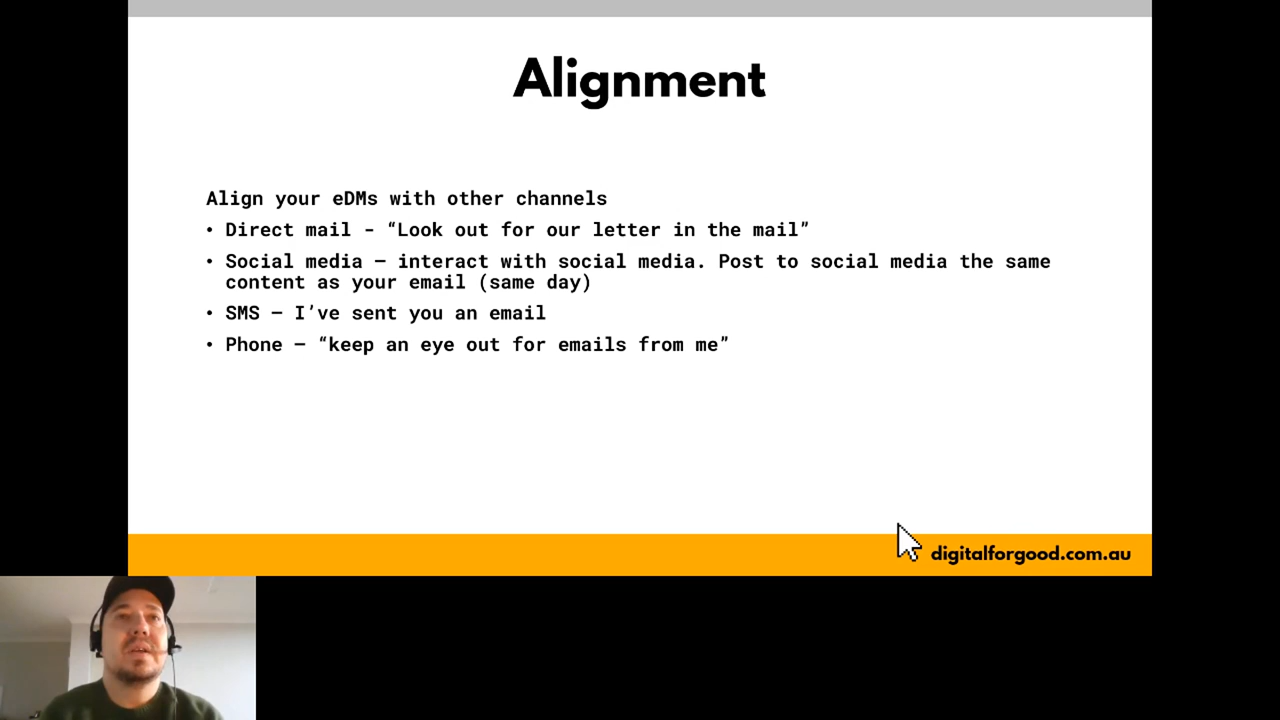 Alignment
Align your eDMs with other channels
• Direct mail - “Look out for our letter in the mail”
• Social media – interact with social media. Post to social media the same
content as your email (same day)
• SMS – I’ve sent you an email
• Phone – “keep an eye out for emails from me”
digitalforgood.com.au